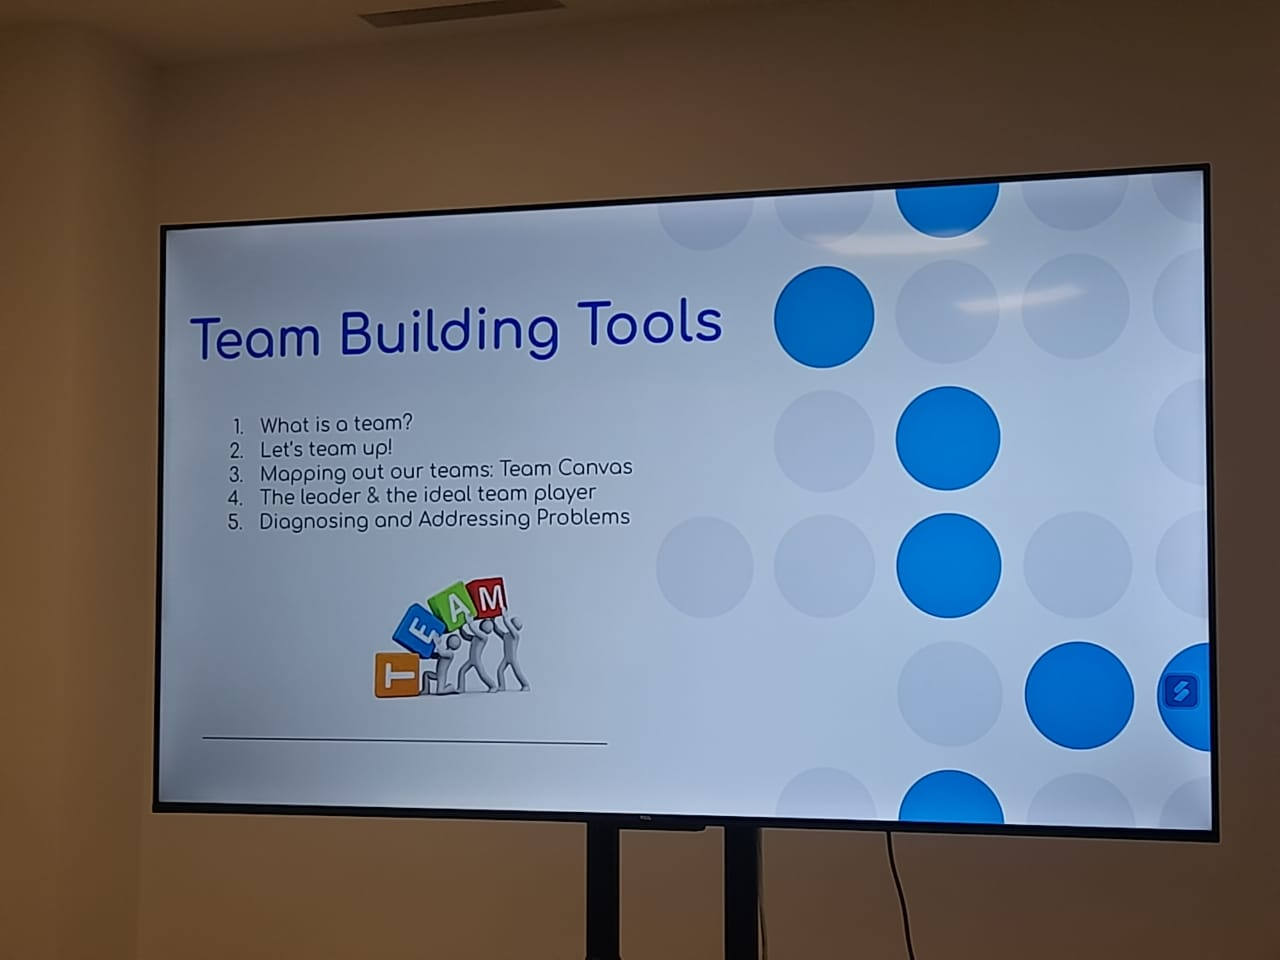 Team Building Tools
1. What is a team?
2. Let's team up!
3. Mapping out our teams: Team Canvas
4. The leader & the ideal team player
5. Diagnosing and Addressing Problems
TEAM
TCL